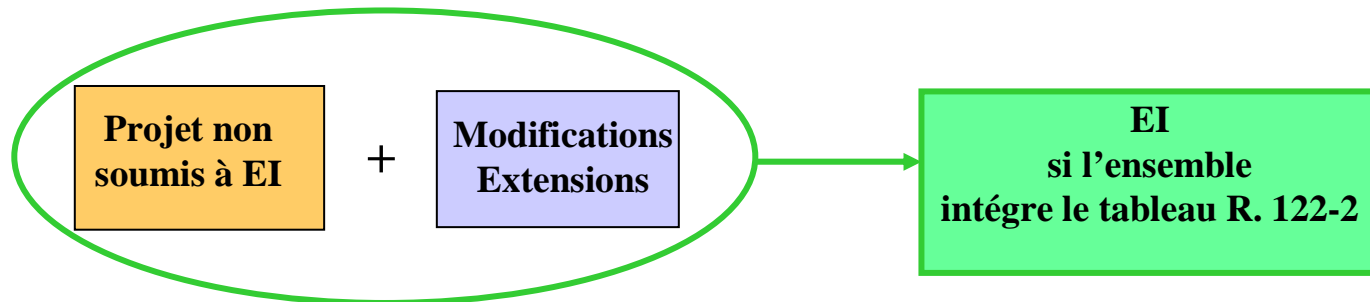 Projet non
soumis à EI
+
Modifications
Extensions
EI
si l’ensemble
intégre le tableau R. 122-2